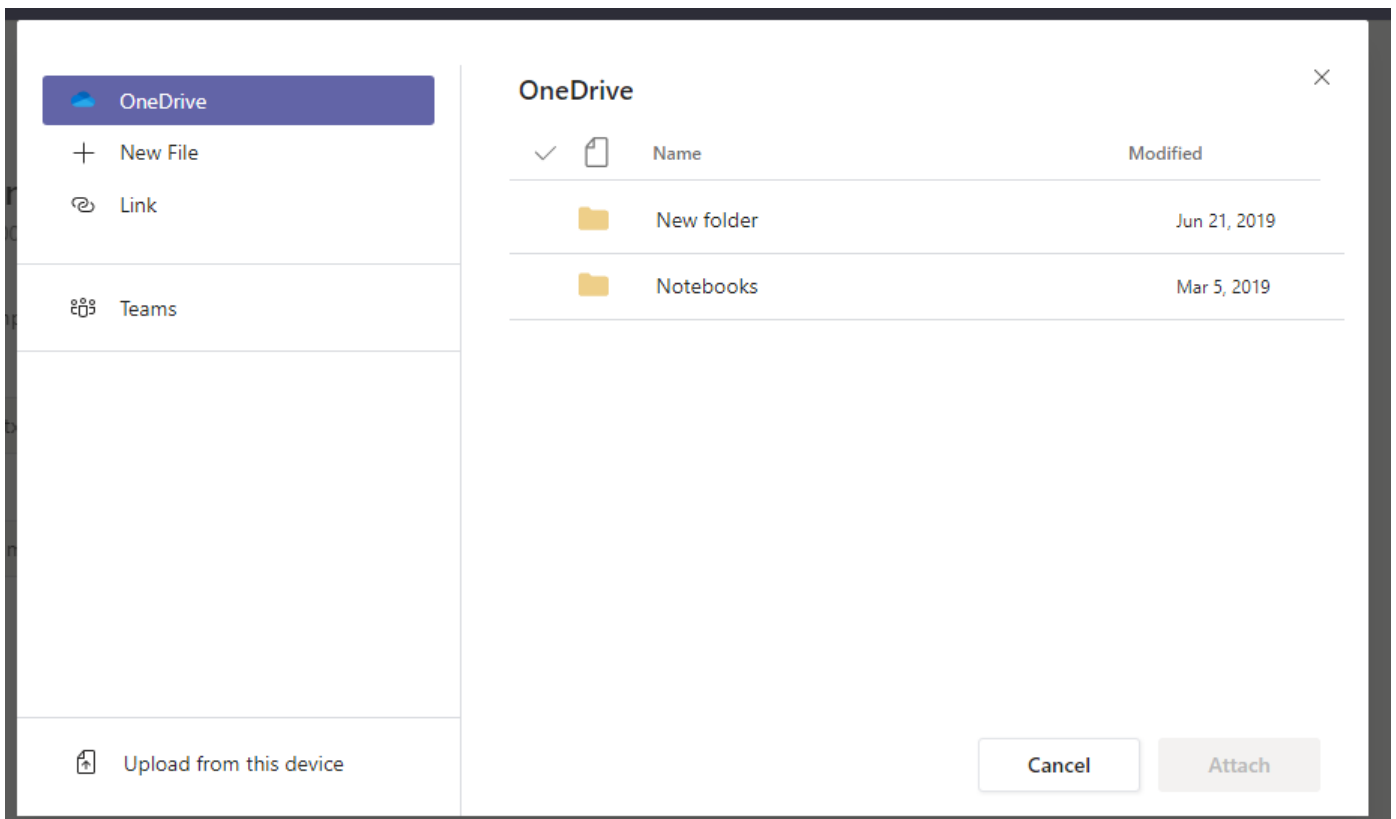 OneDrive
New File
Link
Teams
Upload from this device
OneDrive
Name Modified
New folder Jun 21, 2019
Notebooks Mar 5, 2019
Cancel Attach